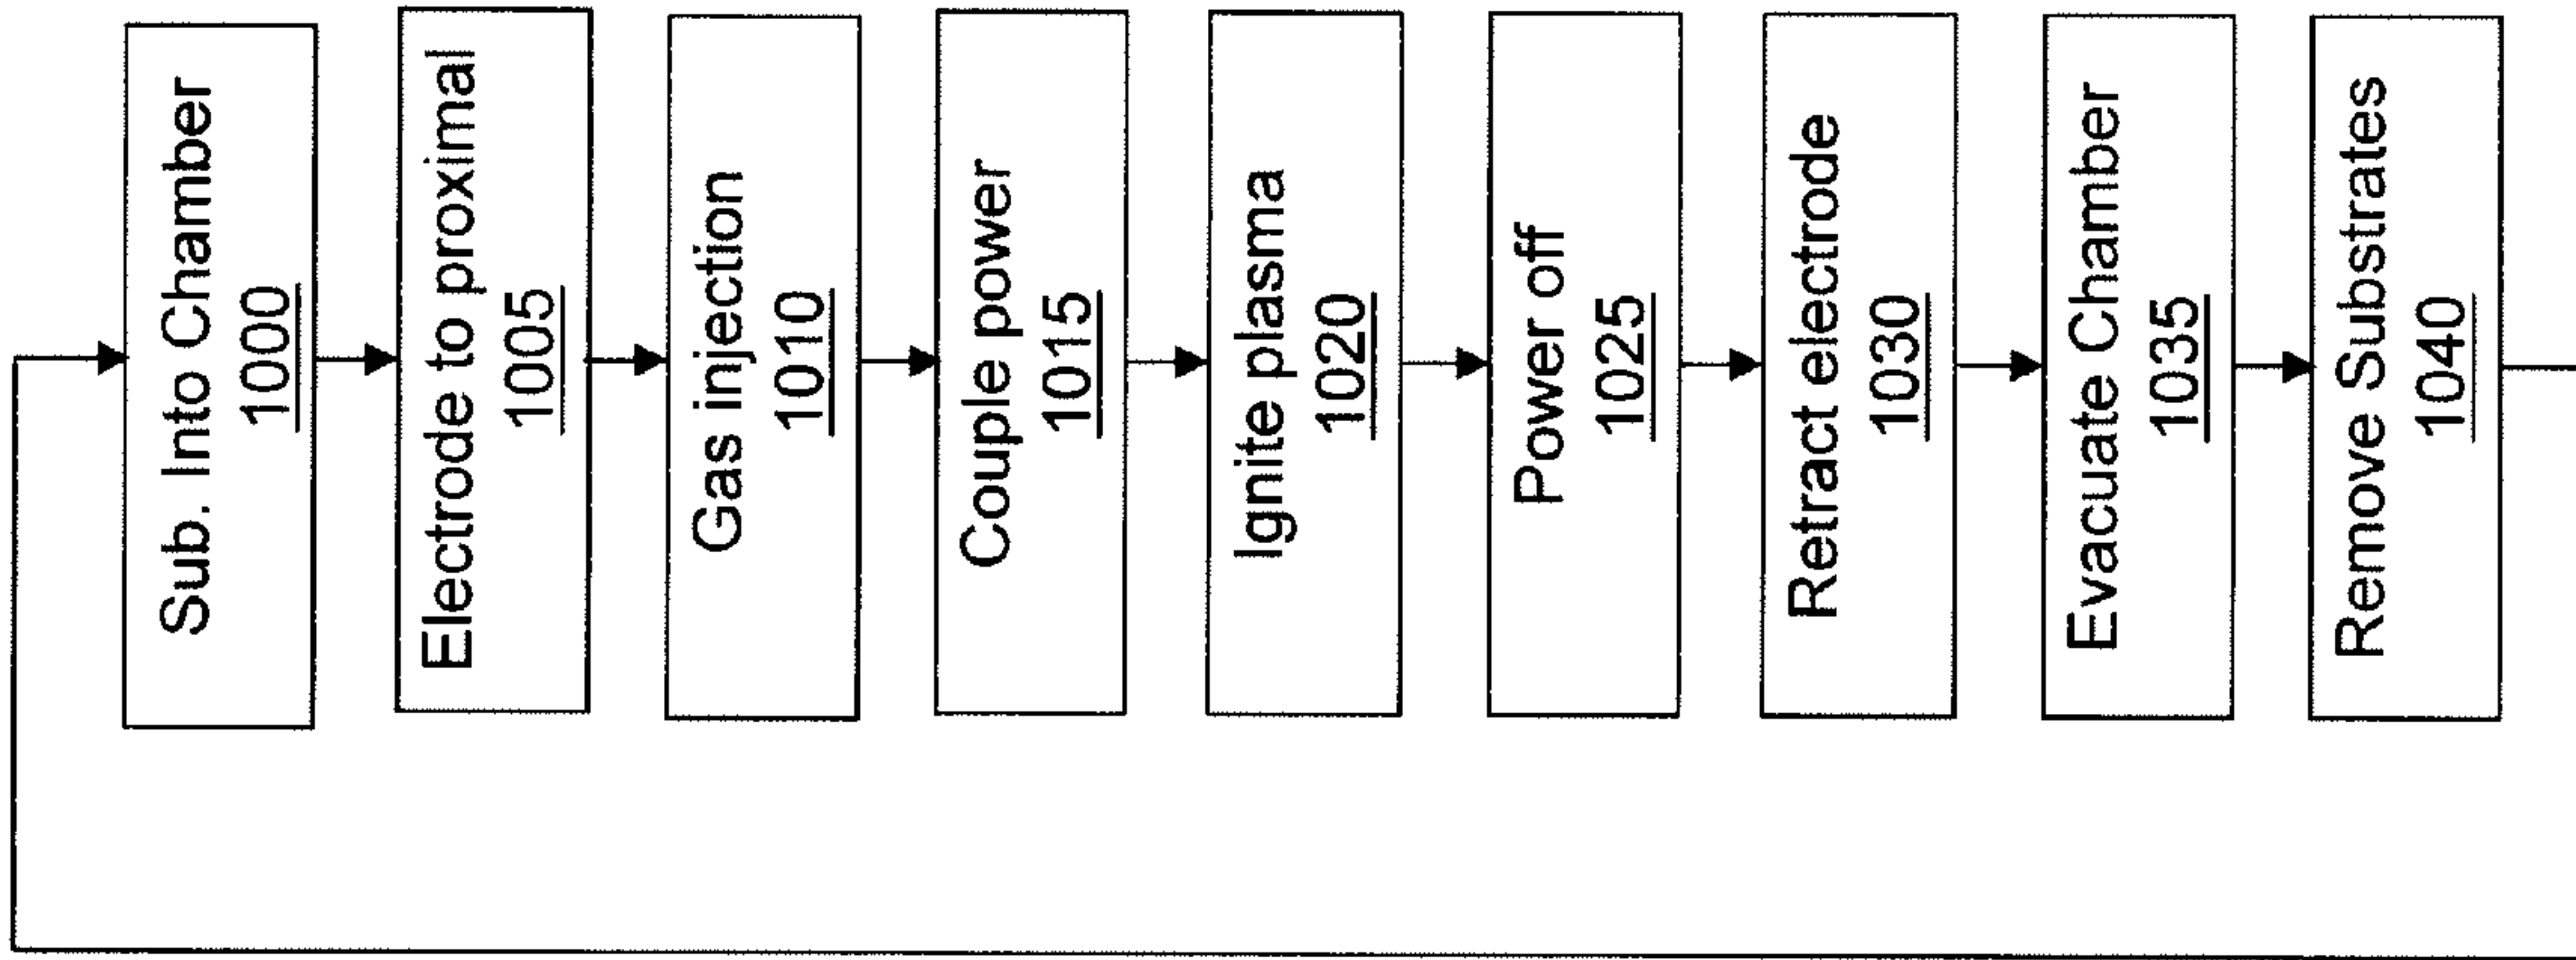 Sub. Into Chamber
1000
Electrode to proximal
1005
Gas injection
1010
Couple power
1015
Ignite plasma
1020
Power off
1025
Retract electrode
1030
Evacuate Chamber
1035
Remove Substrates
1040